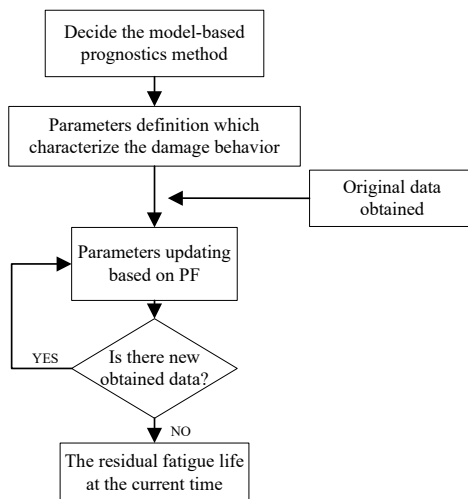 Decide the model-based
prognostics method
Parameters definition which
characterize the damage behavior
Original data
obtained
Parameters updating
based on PF
YES
Is there new
obtained data?
NO
The residual fatigue life
at the current time